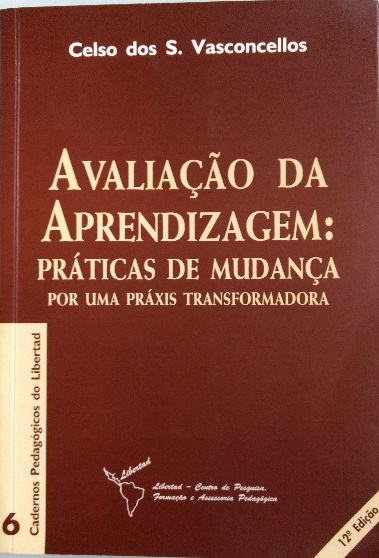 Celso dos S. Vasconcellos
AVALIAÇÃO DA
APRENDIZAGEM:
PRÁTICAS DE MUDANÇA
POR UMA PRÁXIS TRANSFORMADORA
Cadernos Pedagógicos do Libertad
6
Libertad
Libertad – Centro de Pesquisa,
Formação e Assessoria Pedagógica
12ª Edição